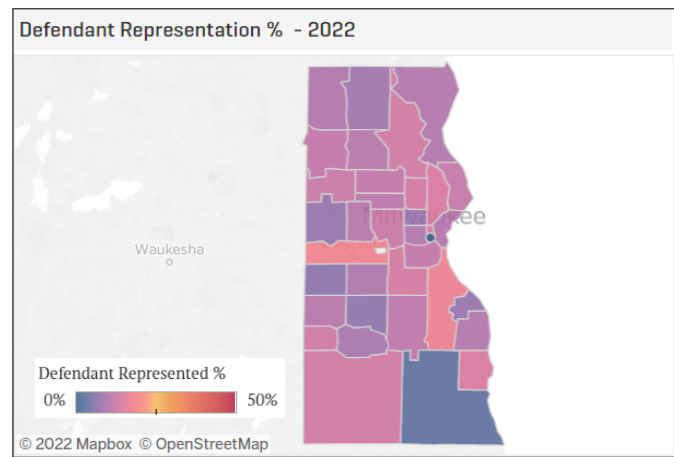 Defendant Representation % - 2022
Milwaukee
Waukesha
Defendant Represented %
0%
50%
© 2022 Mapbox © OpenStreetMap